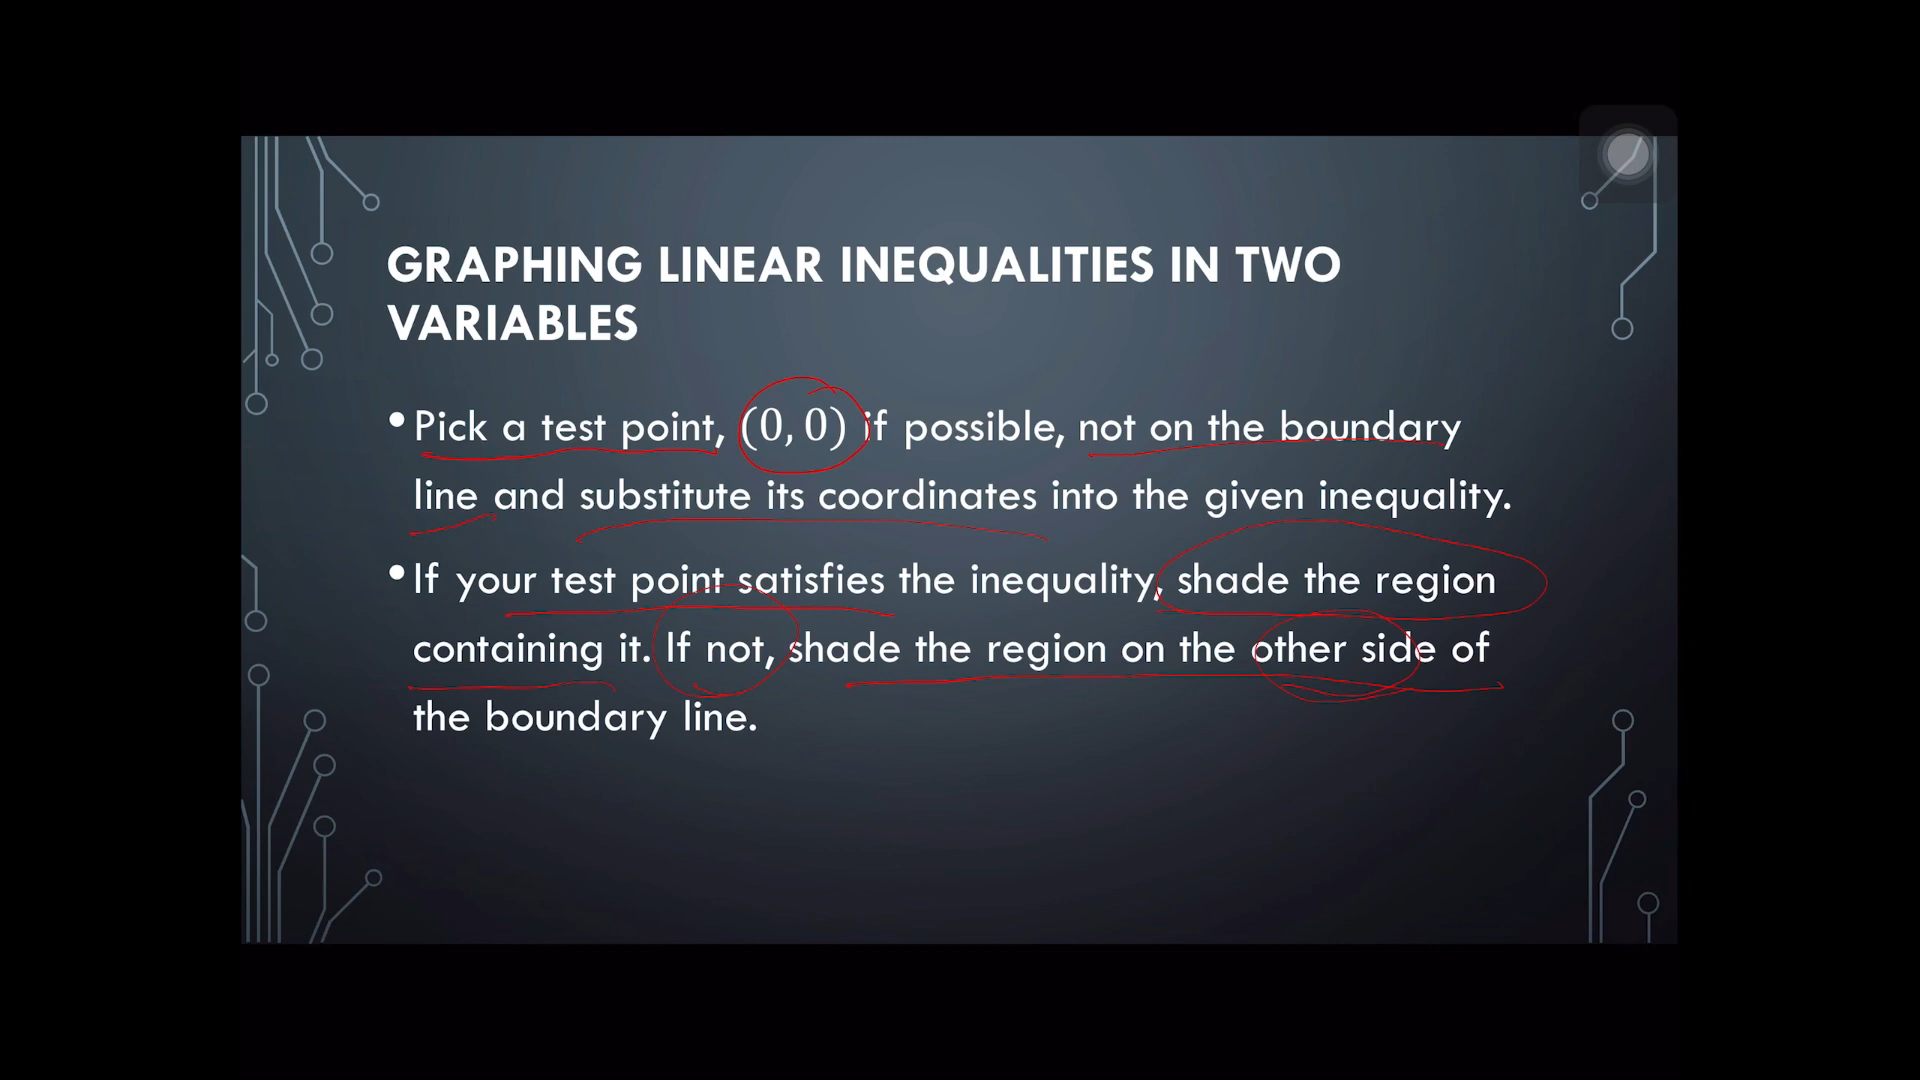 GRAPHING LINEAR INEQUALITIES IN TWO
VARIABLES
•Pick a test point, (0, 0) if possible, not on the boundary
line and substitute its coordinates into the given inequality.
•If your test point satisfies the inequality, shade the region
containing it. If not, shade the region on the other side of
the boundary line.